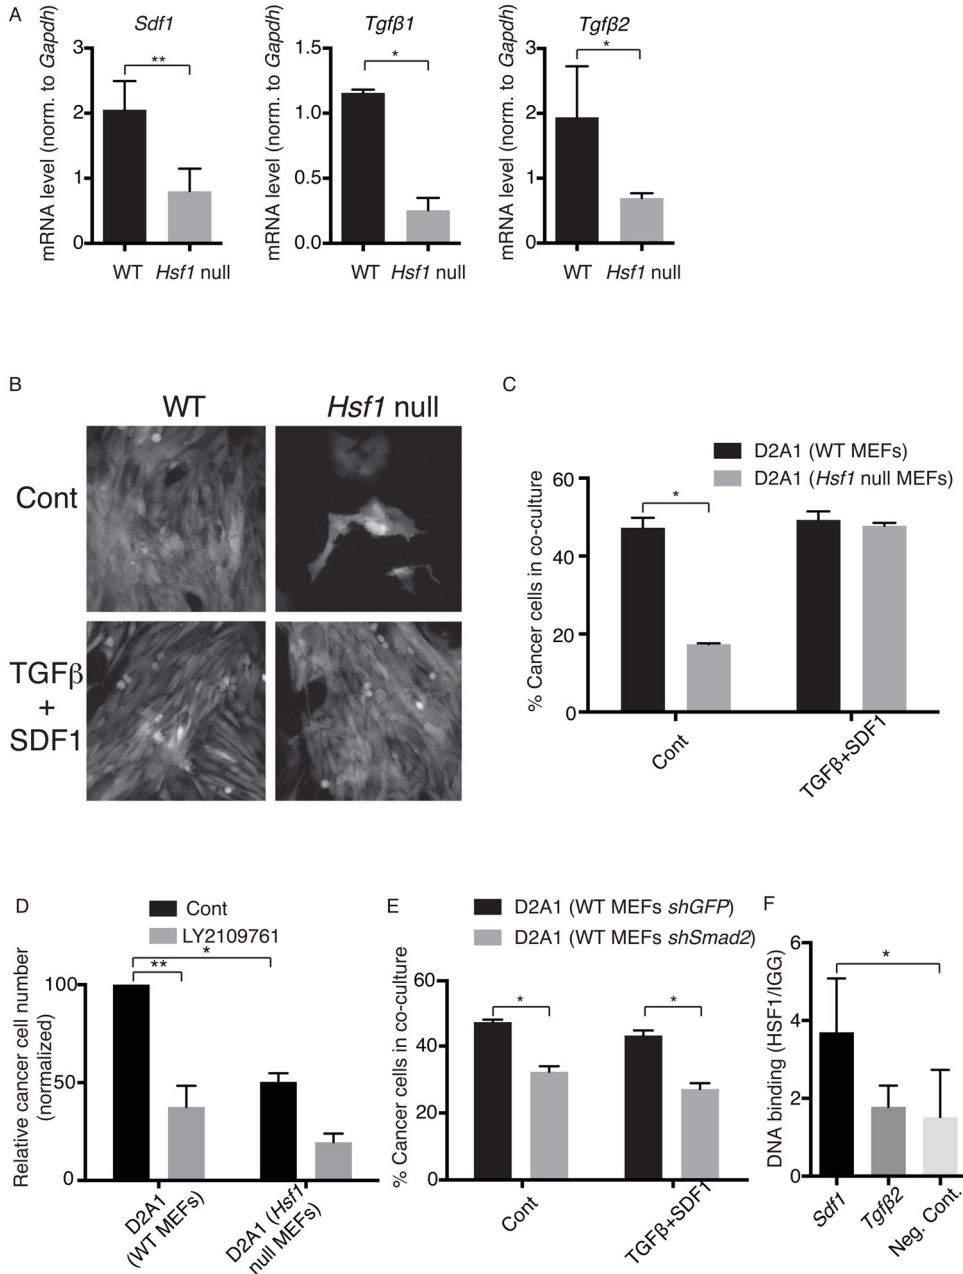 A
Sdf1
Tgfβ1
Tgfβ2
mRNA level (norm. to Gapdh)
3
2
1
0
**
WT Hsf1 null
mRNA level (norm. to Gapdh)
1.5
1.0
0.5
0.0
*
WT Hsf1 null
mRNA level (norm. to Gapdh)
3
2
1
0
*
WT Hsf1 null
B
WT Hsf1 null
Cont
TGFβ
+
SDF1
C
D2A1 (WT MEFs)
D2A1 (Hsf1 null MEFs)
% Cancer cells in co-culture
60
40
20
0
*
Cont
TGFβ+SDF1
D
Cont
LY2109761
Relative cancer cell number
(normalized)
100
50
0
*
**
D2A1
(WT MEFs)
D2A1 (Hsf1
null MEFs)
E
D2A1 (WT MEFs shGFP)
D2A1 (WT MEFs shSmad2)
% Cancer cells in co-culture
60
40
20
0
*
*
Cont
TGFβ+SDF1
F
DNA binding (HSF1/IGG)
6
4
2
0
*
Sdf1
Tgfβ2
Neg. Cont.